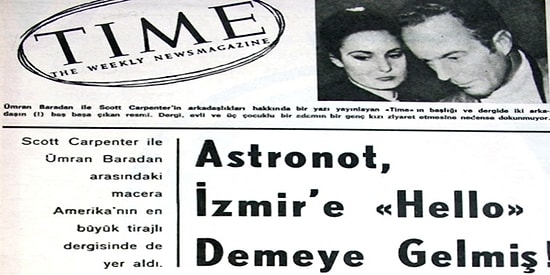 TIME
THE WEEKLY NEWSMAGAZINE
Ümran Baradan ile Scott Carpenter'in arkadaşlıkları hakkında bir yazı yayınlayan «Time»ın başlığı ve dergide iki arka-
daşın (!) baş başa çıkan resmi. Dergi, evli ve üç çocuklu bir adamın bir genç kızı ziyaret etmesine nedense dokunmuyor.
Scott Carpenter ile
Ümran Baradan
arasındaki
macera
Amerika'nın en
büyük tirajlı
dergisinde de
yer aldı.
Astronot,
İzmir'e «Hello»
Demeye Gelmiş!